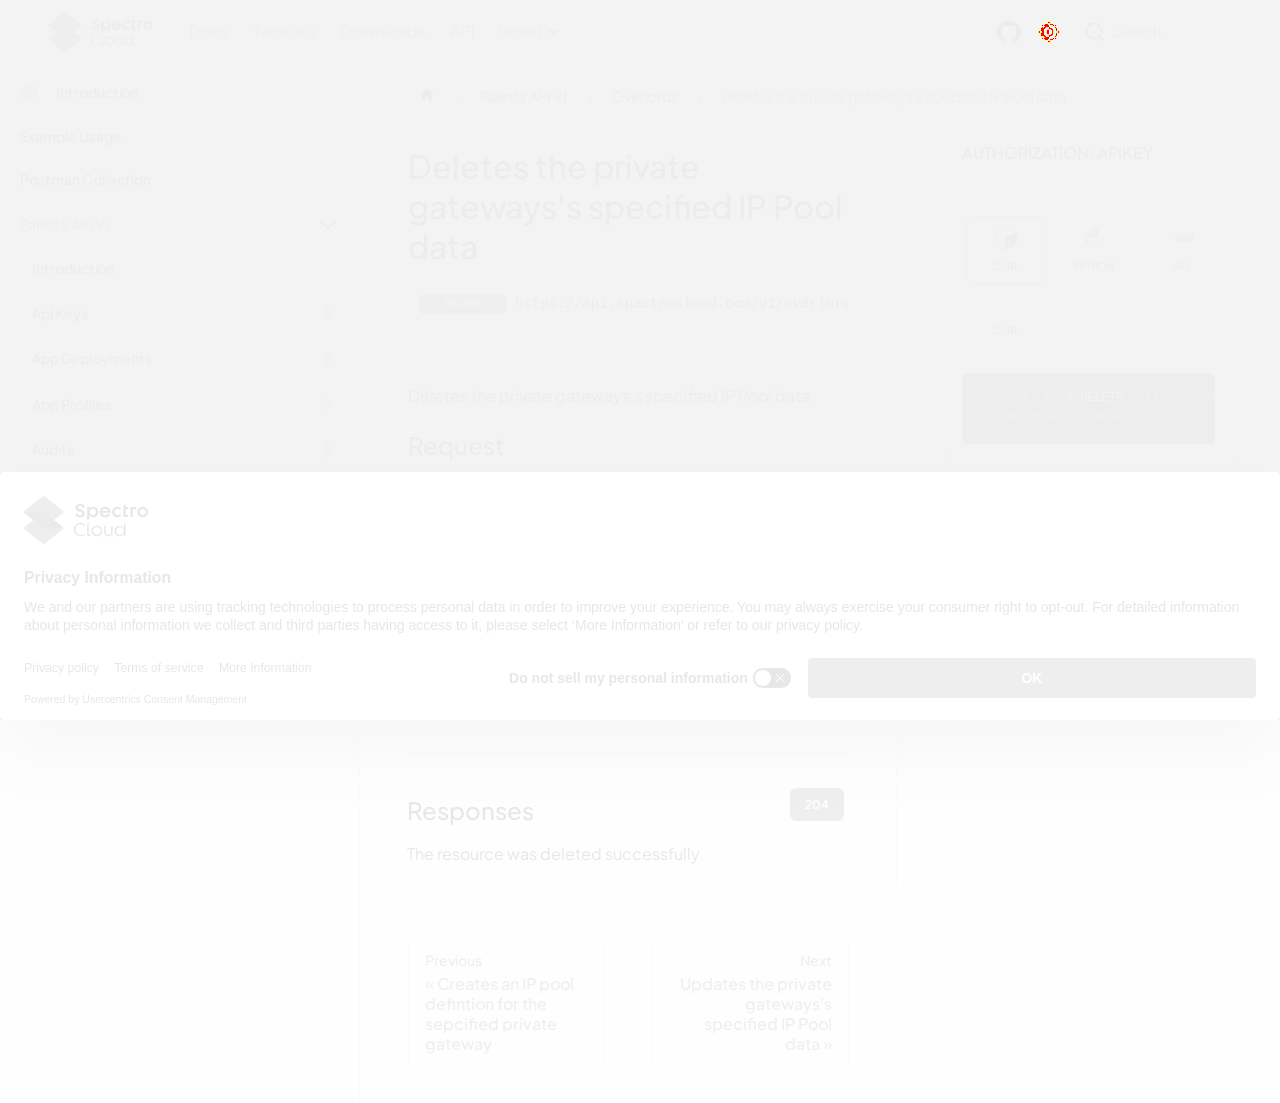 Spectro Cloud
Docs Tutorials Downloads API latest
Search
Introduction
Example Usage
Postman Collection
Palette API V1
Introduction
Api Keys
App Deployments
App Profiles
Audits
Palette API V1
Overlords
Deletes the private gateways's specified IP Pool data
Deletes the private
gateways's specified IP Pool
data
https://api.spectrocloud.com/v1/overlord
Deletes the private gateways's specified IP Pool data
Request
AUTHORIZATION: APIKEY
CURL PYTHON GO
CURL
DELETE
Spectro
Cloud
Privacy Information
We and our partners are using tracking technologies to process personal data in order to improve your experience. You may always exercise your consumer right to opt-out. For detailed information
about personal information we collect and third parties having access to it, please select ‘More Information’ or refer to our privacy policy.
Privacy policy Terms of service More Information
Powered by Usercentrics Consent Management
Do not sell my personal information
OK
Responses
204
The resource was deleted successfully
Previous
« Creates an IP pool
defintion for the
sepcified private
gateway
Next
Updates the private
gateways's
specified IP Pool
data »